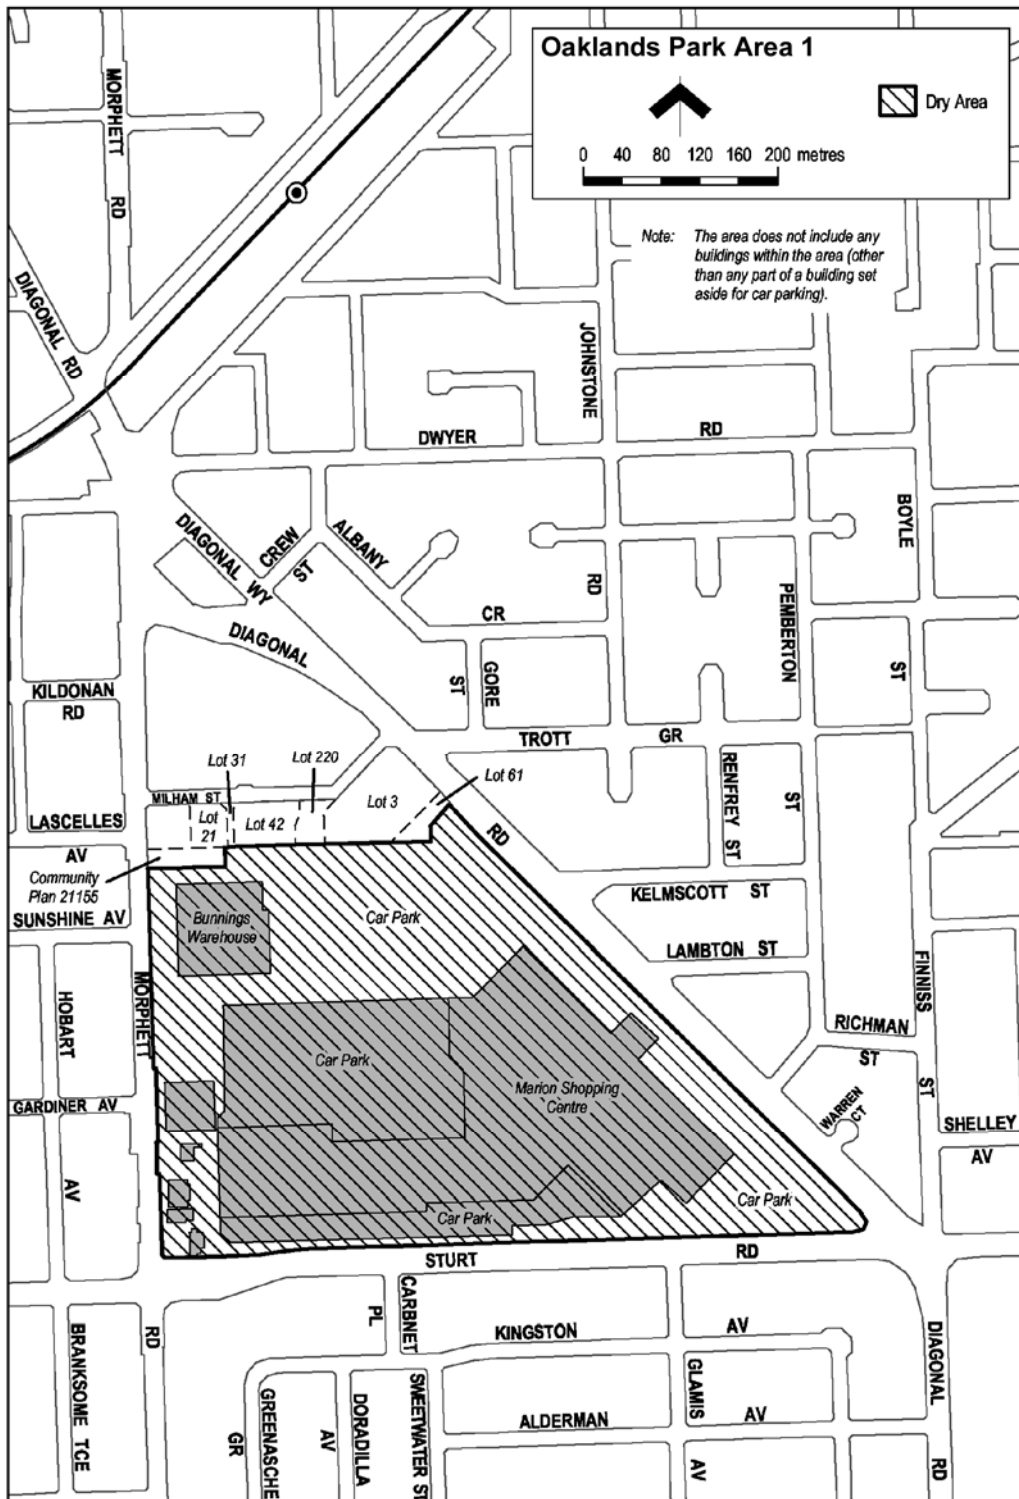 Oaklands Park Area 1
Dry Area
0 40 80 120 160 200 metres
Note: The area does not include any
buildings within the area (other
than any part of a building set
aside for car parking).
MORPHETT
RD
DIAGONAL RD
JOHNSTONE
RD
DWYER
RD
DIAGONAL WY
CREW
ST
ALBANY
CR
BOYLE
ST
PEMBERTON
ST
DIAGONAL
RD
GORE
ST
KILDONAN
RD
TROTT
GR
RENFREY ST
Lot 31
Lot 220
Lot 61
MILHAM ST
Lot 3
Lot
21
Lot 42
LASCELLES
AV
Community
Plan 21155
SUNSHINE AV
KELMSCOTT ST
Bunnings
Warehouse
Car Park
LAMBTON ST
FINNISS
ST
HOBART
AV
MORPHETT
RD
RICHMAN
ST
Car Park
Marion Shopping
Centre
GARDINER AV
WARREN
CT
SHELLEY
AV
Car Park
Car Park
STURT
RD
CARBNET
PL
KINGSTON
AV
DIAGONAL
RD
BRANKSOME TCE
GREENASCHE
GR
DORADILLA
AV
SWEETWATER ST
GLAMIS
AV
ALDERMAN
AV